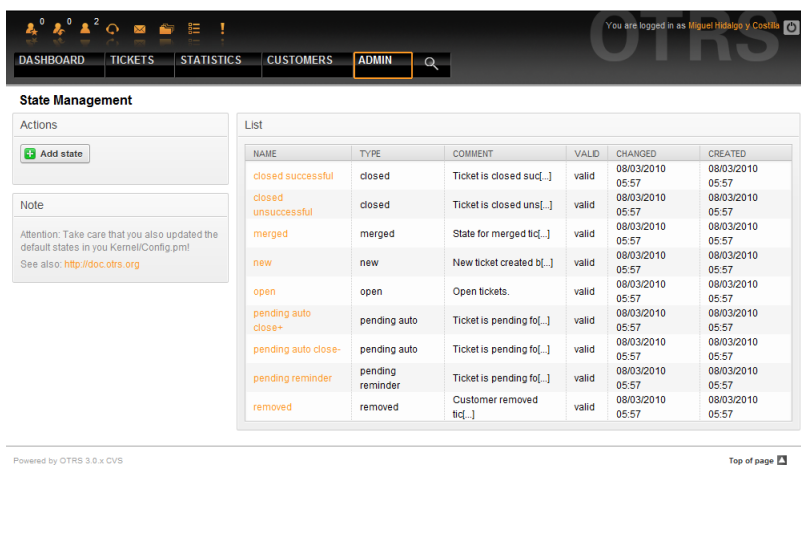 0 0 2
You are logged in as Miguel Hidalgo y Costilla
OTRS
DASHBOARD TICKETS STATISTICS CUSTOMERS ADMIN
State Management
Actions
Add state
Note
Attention: Take care that you also updated the
default states in you Kernel/Config.pm!
See also: http://doc.otrs.org
List
NAME TYPE COMMENT VALID CHANGED CREATED
closed successful closed Ticket is closed suc[...] valid 08/03/2010 05:57 08/03/2010 05:57
closed unsuccessful closed Ticket is closed uns[...] valid 08/03/2010 05:57 08/03/2010 05:57
merged merged State for merged tic[...] valid 08/03/2010 05:57 08/03/2010 05:57
new new New ticket created b[...] valid 08/03/2010 05:57 08/03/2010 05:57
open open Open tickets. valid 08/03/2010 05:57 08/03/2010 05:57
pending auto close+ pending auto Ticket is pending fo[...] valid 08/03/2010 05:57 08/03/2010 05:57
pending auto close- pending auto Ticket is pending fo[...] valid 08/03/2010 05:57 08/03/2010 05:57
pending reminder pending reminder Ticket is pending fo[...] valid 08/03/2010 05:57 08/03/2010 05:57
removed removed Customer removed tic[...] valid 08/03/2010 05:57 08/03/2010 05:57
Powered by OTRS 3.0.x CVS
Top of page